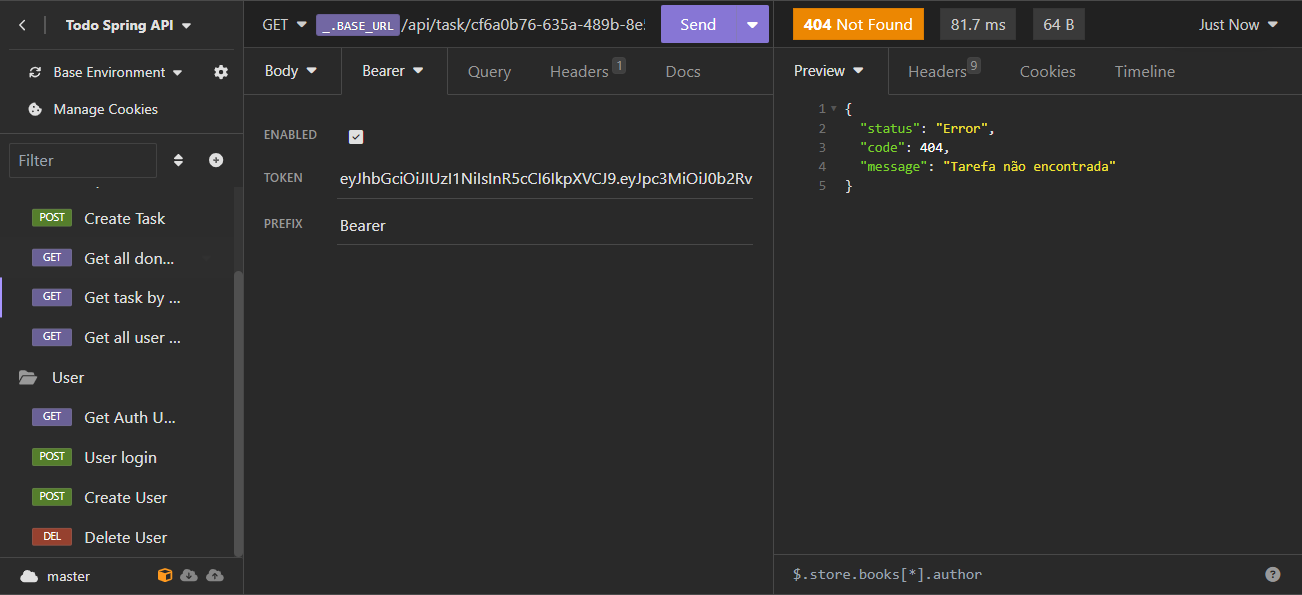 Todo Spring API
Base Environment
Manage Cookies
Filter
POST Create Task
GET Get all don...
GET Get task by ...
GET Get all user ...
User
GET Get Auth U...
POST User login
POST Create User
DEL Delete User
master
GET _.BASE_URL /api/task/cf6a0b76-635a-489b-8e5 Send
Body Bearer Query Headers 1 Docs
ENABLED
TOKEN eyJhbGciOiJIUzI1NiIsInR5cCI6IkpXVCJ9.eyJpc3MiOiJ0b2Rv
PREFIX Bearer
404 Not Found 81.7 ms 64 B Just Now
Preview Headers 9 Cookies Timeline
1 {
2 "status": "Error",
3 "code": 404,
4 "message": "Tarefa não encontrada"
5 }
$.store.books[*].author